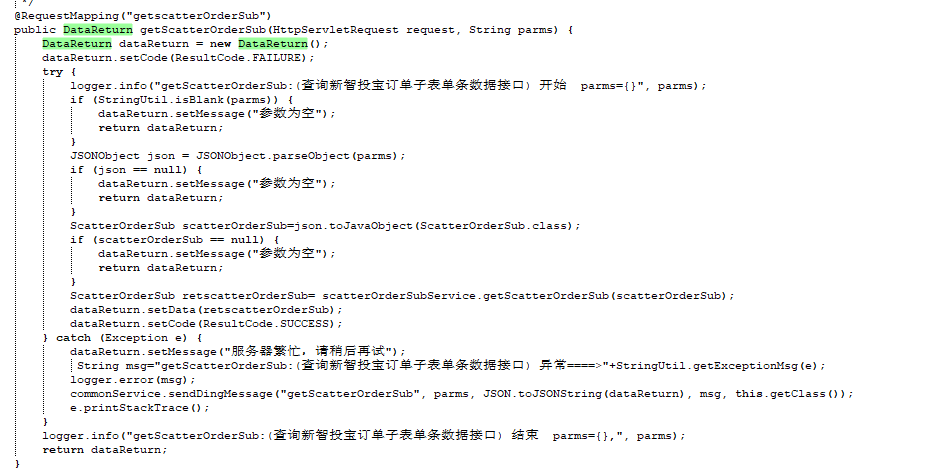 */
@RequestMapping("getscatterOrderSub")
public DataReturn getScatterOrderSub(HttpServletRequest request, String parms) {
DataReturn dataReturn = new DataReturn();
dataReturn.setCode(ResultCode.FAILURE);
try {
logger.info("getScatterOrderSub:(查询新智投宝订单子表单条数据接口) 开始  parms={}", parms);
if (StringUtil.isBlank(parms)) {
dataReturn.setMessage("参数为空");
return dataReturn;
}
JSONObject json = JSONObject.parseObject(parms);
if (json == null) {
dataReturn.setMessage("参数为空");
return dataReturn;
}
ScatterOrderSub scatterOrderSub=json.toJavaObject(ScatterOrderSub.class);
if (scatterOrderSub == null) {
dataReturn.setMessage("参数为空");
return dataReturn;
}
ScatterOrderSub retscatterOrderSub= scatterOrderSubService.getScatterOrderSub(scatterOrderSub);
dataReturn.setData(retscatterOrderSub);
dataReturn.setCode(ResultCode.SUCCESS);
} catch (Exception e) {
dataReturn.setMessage("服务器繁忙，请稍后再试");
String msg="getScatterOrderSub:(查询新智投宝订单子表单条数据接口) 异常====>"+StringUtil.getExceptionMsg(e);
logger.error(msg);
commonService.sendDingMessage("getScatterOrderSub", parms, JSON.toJSONString(dataReturn), msg, this.getClass());
e.printStackTrace();
}
logger.info("getScatterOrderSub:(查询新智投宝订单子表单条数据接口) 结束  parms={},", parms);
return dataReturn;
}